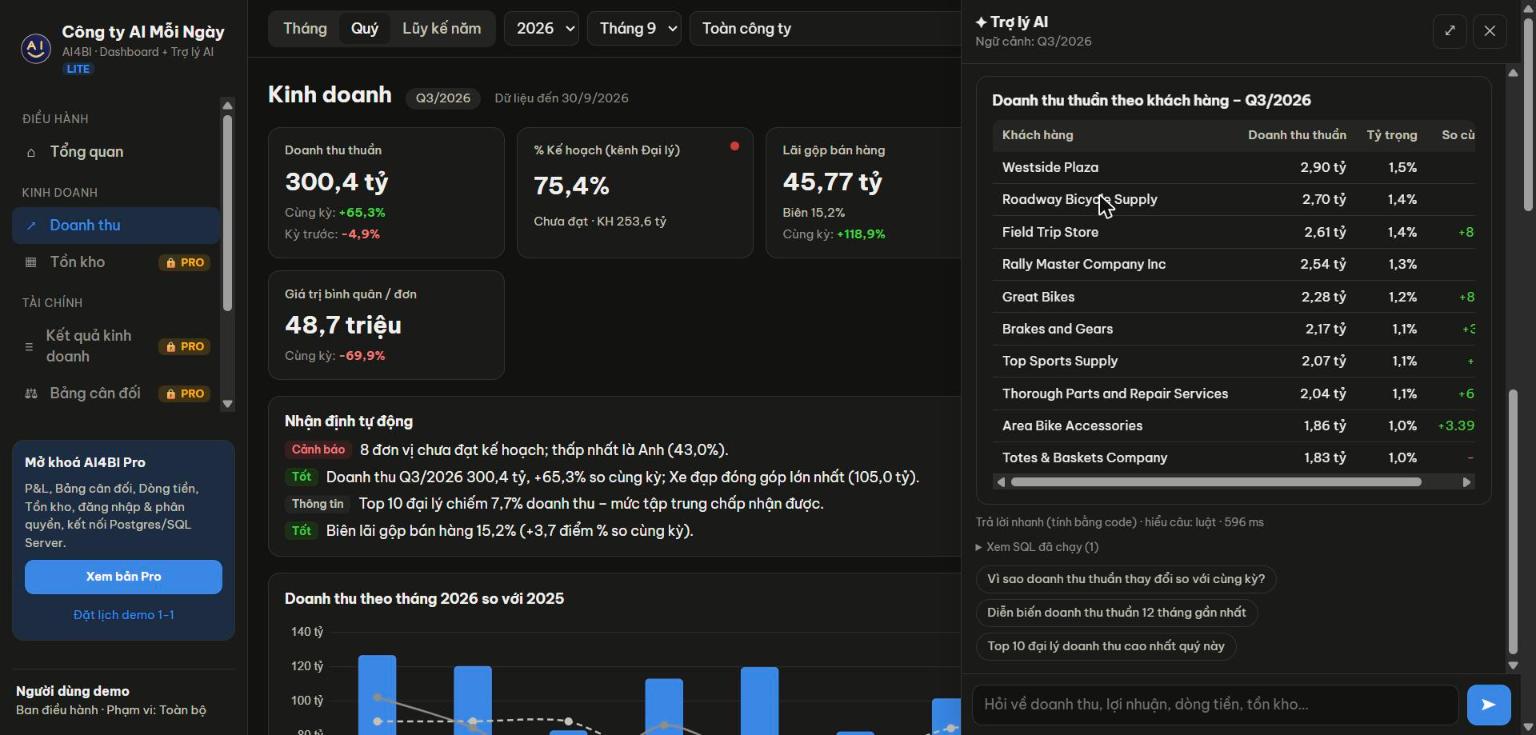 Công ty AI Mỗi Ngày
AI4BI · Dashboard + Trợ lý AI
LITE
ĐIỀU HÀNH
Tổng quan
KINH DOANH
Doanh thu
Tồn kho PRO
TÀI CHÍNH
Kết quả kinh doanh PRO
Bảng cân đối PRO
Mở khoá AI4BI Pro
P&L, Bảng cân đối, Dòng tiền,
Tồn kho, đăng nhập & phân
quyền, kết nối Postgres/SQL
Server.
Xem bản Pro
Đặt lịch demo 1-1
Người dùng demo
Ban điều hành · Phạm vi: Toàn bộ
Tháng Quý Lũy kế năm 2026 Tháng 9 Toàn công ty
Kinh doanh Q3/2026 Dữ liệu đến 30/9/2026
Doanh thu thuần
300,4 tỷ
Cùng kỳ: +65,3%
Kỳ trước: -4,9%
% Kế hoạch (kênh Đại lý)
75,4%
Chưa đạt · KH 253,6 tỷ
Lãi gộp bán hàng
45,77 tỷ
Biên 15,2%
Cùng kỳ: +118,9%
Giá trị bình quân / đơn
48,7 triệu
Cùng kỳ: -69,9%
Nhận định tự động
Cảnh báo 8 đơn vị chưa đạt kế hoạch; thấp nhất là Anh (43,0%).
Tốt Doanh thu Q3/2026 300,4 tỷ, +65,3% so cùng kỳ; Xe đạp đóng góp lớn nhất (105,0 tỷ).
Thông tin Top 10 đại lý chiếm 7,7% doanh thu – mức tập trung chấp nhận được.
Tốt Biên lãi gộp bán hàng 15,2% (+3,7 điểm % so cùng kỳ).
Doanh thu theo tháng 2026 so với 2025
140 tỷ
120 tỷ
100 tỷ
80 tỷ
Trợ lý AI
Ngữ cảnh: Q3/2026
Doanh thu thuần theo khách hàng – Q3/2026
Khách hàng Doanh thu thuần Tỷ trọng So cù
Westside Plaza 2,90 tỷ 1,5%
Roadway Bicycle Supply 2,70 tỷ 1,4%
Field Trip Store 2,61 tỷ 1,4% +8
Rally Master Company Inc 2,54 tỷ 1,3%
Great Bikes 2,28 tỷ 1,2% +8
Brakes and Gears 2,17 tỷ 1,1% +3
Top Sports Supply 2,07 tỷ 1,1% +
Thorough Parts and Repair Services 2,04 tỷ 1,1% +6
Area Bike Accessories 1,86 tỷ 1,0% +3.39
Totes & Baskets Company 1,83 tỷ 1,0% -
Trả lời nhanh (tính bằng code) · hiểu câu: luật · 596 ms
Xem SQL đã chạy (1)
Vì sao doanh thu thuần thay đổi so với cùng kỳ?
Diễn biến doanh thu thuần 12 tháng gần nhất
Top 10 đại lý doanh thu cao nhất quý này
Hỏi về doanh thu, lợi nhuận, dòng tiền, tồn kho...